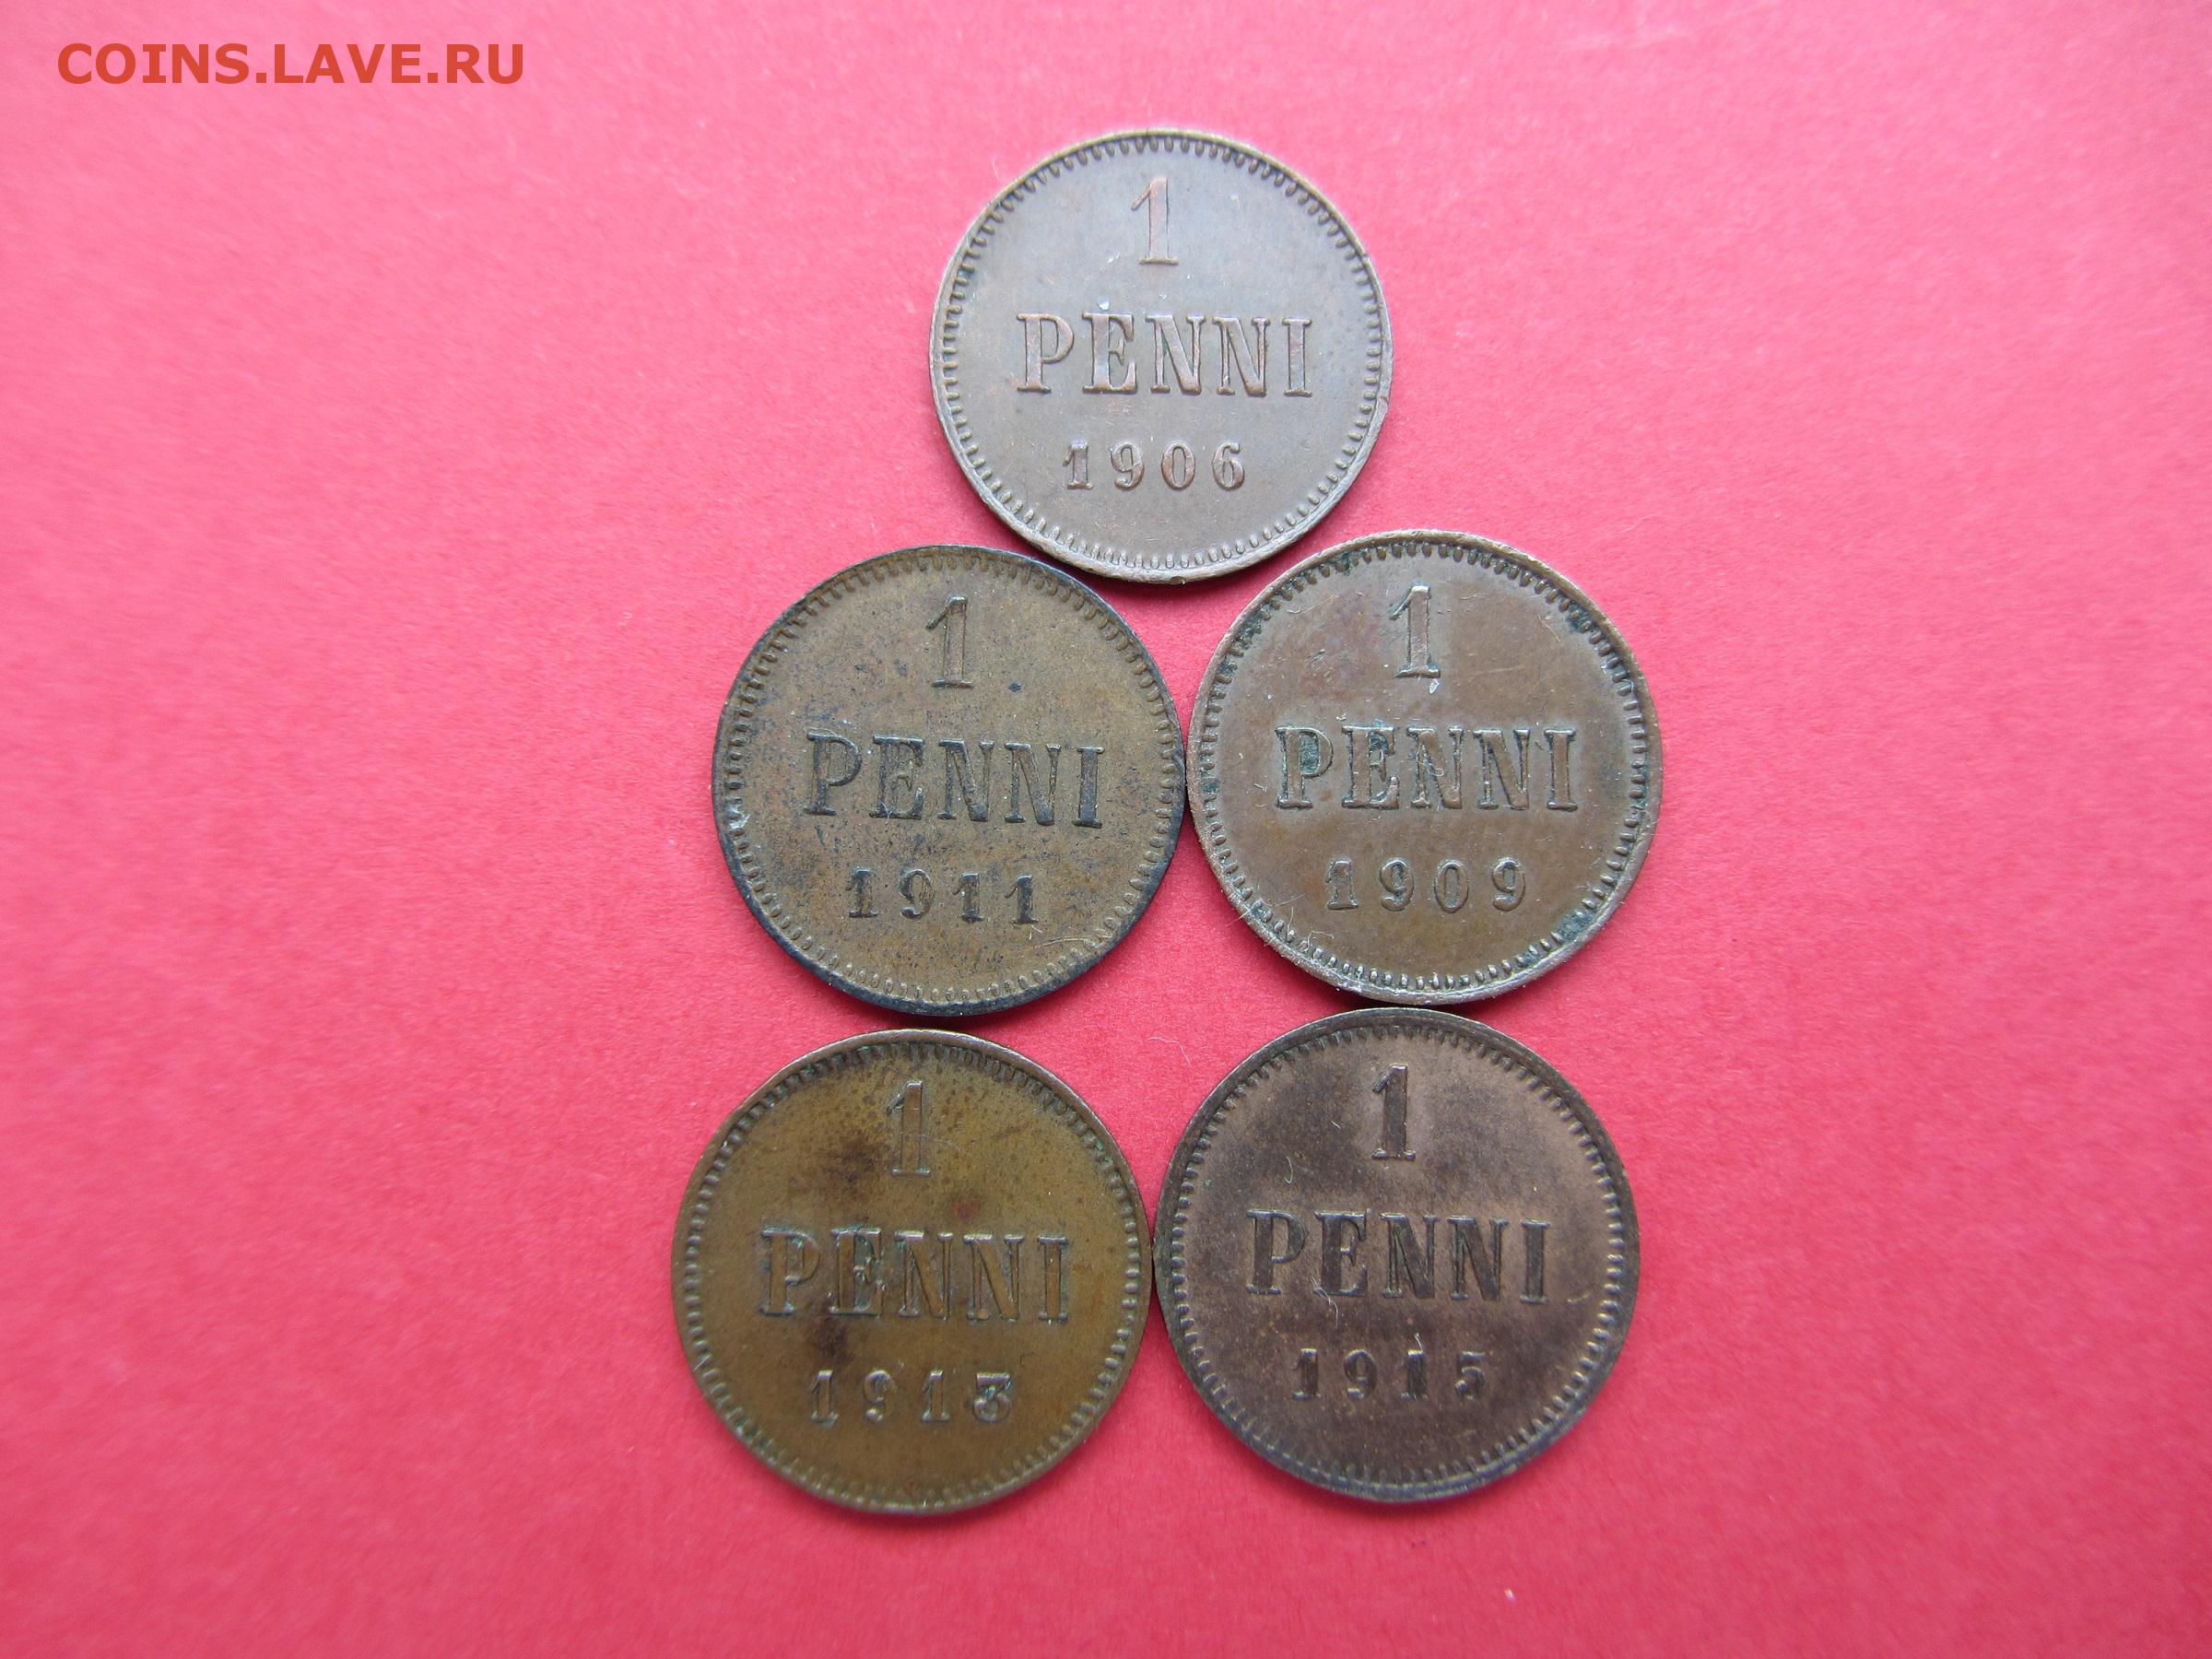 COINS.LAVE.RU
1
PENNI
1906
1
PENNI
1911
1
PENNI
1909
1
PENNI
1913
1
PENNI
1915